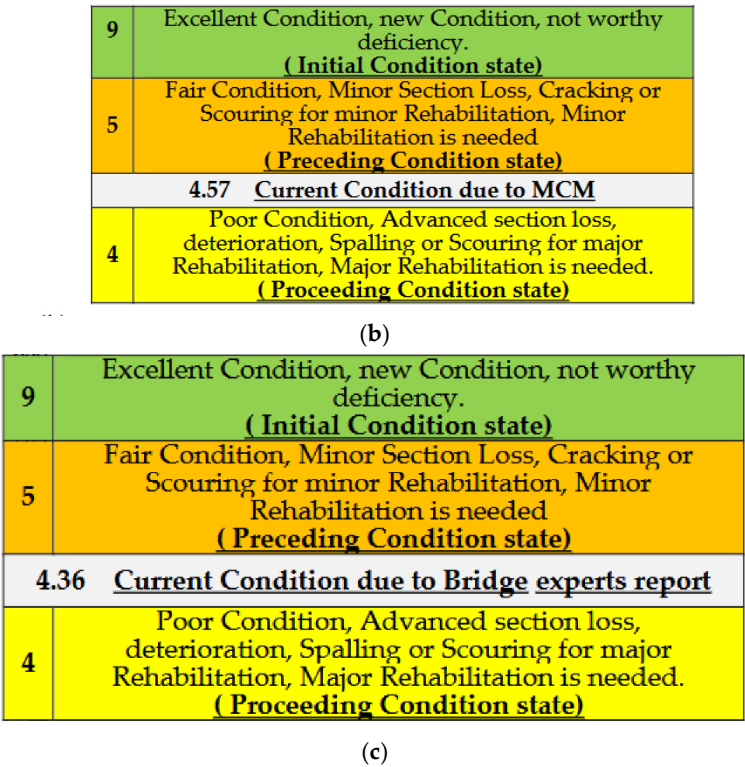 9 Excellent Condition, new Condition, not worthy
deficiency.
( Initial Condition state)
Fair Condition, Minor Section Loss, Cracking or
5 Scouring for minor Rehabilitation, Minor
Rehabilitation is needed
( Preceding Condition state)
4.57 Current Condition due to MCM
Poor Condition, Advanced section loss,
4 deterioration, Spalling or Scouring for major
Rehabilitation, Major Rehabilitation is needed.
( Proceeding Condition state)
(b)
9 Excellent Condition, new Condition, not worthy
deficiency.
( Initial Condition state)
Fair Condition, Minor Section Loss, Cracking or
5 Scouring for minor Rehabilitation, Minor
Rehabilitation is needed
( Preceding Condition state)
4.36 Current Condition due to Bridge experts report
Poor Condition, Advanced section loss,
4 deterioration, Spalling or Scouring for major
Rehabilitation, Major Rehabilitation is needed.
( Proceeding Condition state)
(c)